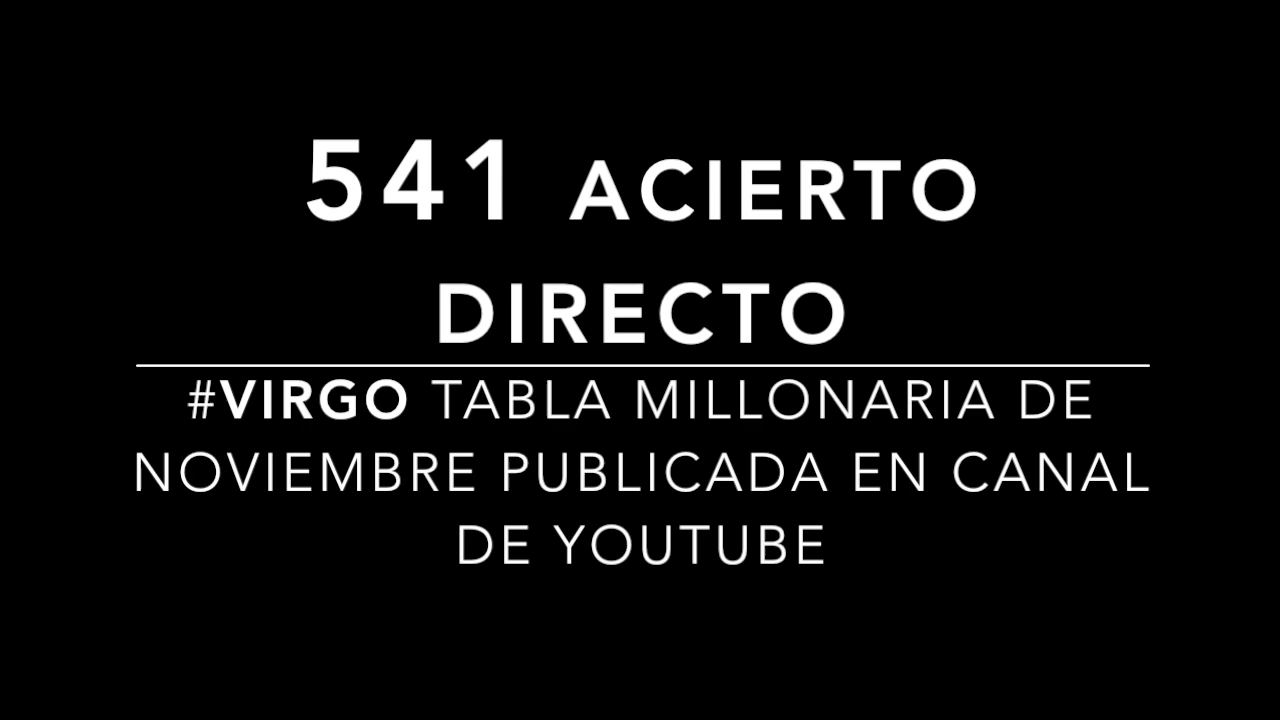 541 ACIERTO
DIRECTO
#VIRGO TABLA MILLONARIA DE
NOVIEMBRE PUBLICADA EN CANAL
DE YOUTUBE